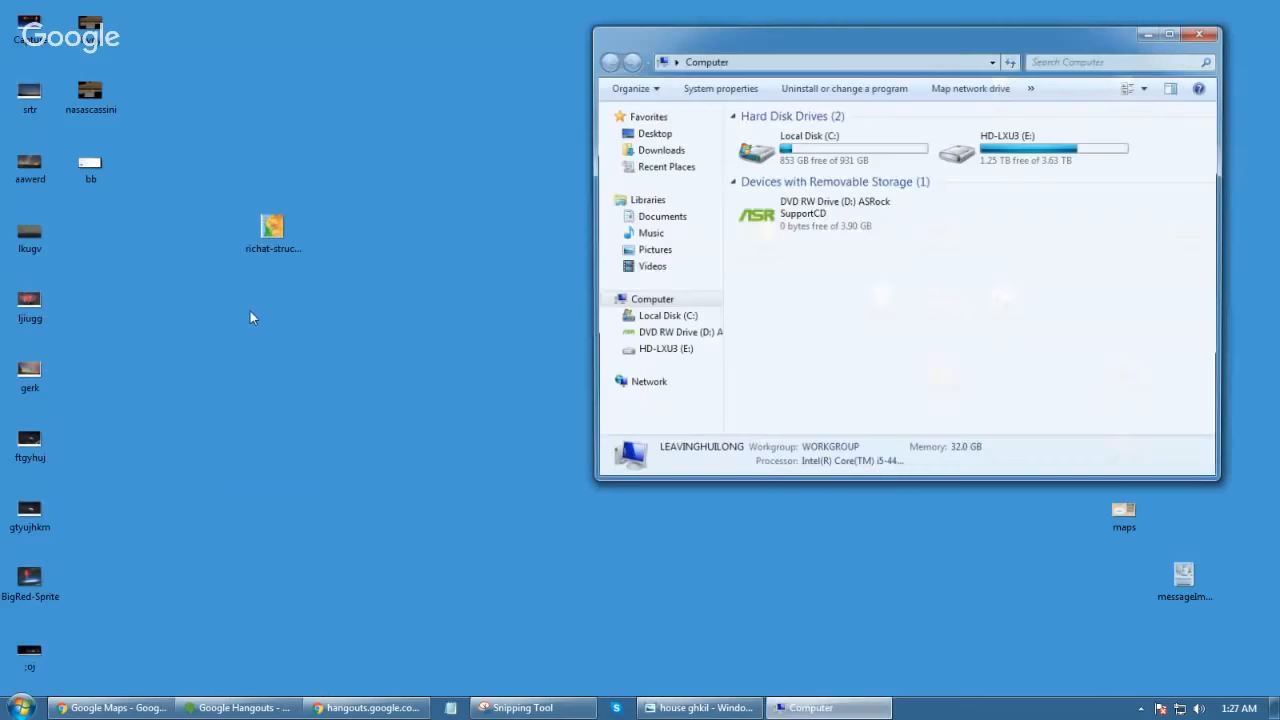 Google
Capture
srtr
nasascassini
aawerd
bb
lkugv
richat-struc...
ljiugg
gerk
ftgyhuj
gtyujhkm
BigRed-Sprite
;oj
Computer
Search Computer
Organize
System properties
Uninstall or change a program
Map network drive
»
Favorites
Desktop
Downloads
Recent Places
Libraries
Documents
Music
Pictures
Videos
Computer
Local Disk (C:)
DVD RW Drive (D:) A
HD-LXU3 (E:)
Network
Hard Disk Drives (2)
Local Disk (C:)
853 GB free of 931 GB
HD-LXU3 (E:)
1.25 TB free of 3.63 TB
Devices with Removable Storage (1)
ASR
DVD RW Drive (D:) ASRock
SupportCD
0 bytes free of 3.90 GB
LEAVINGHUILONG Workgroup: WORKGROUP Memory: 32.0 GB
Processor: Intel(R) Core(TM) i5-44...
maps
messageIm...
Google Maps - Goog...
Google Hangouts - ...
hangouts.google.co...
Snipping Tool
house ghkil - Windo...
Computer
1:27 AM